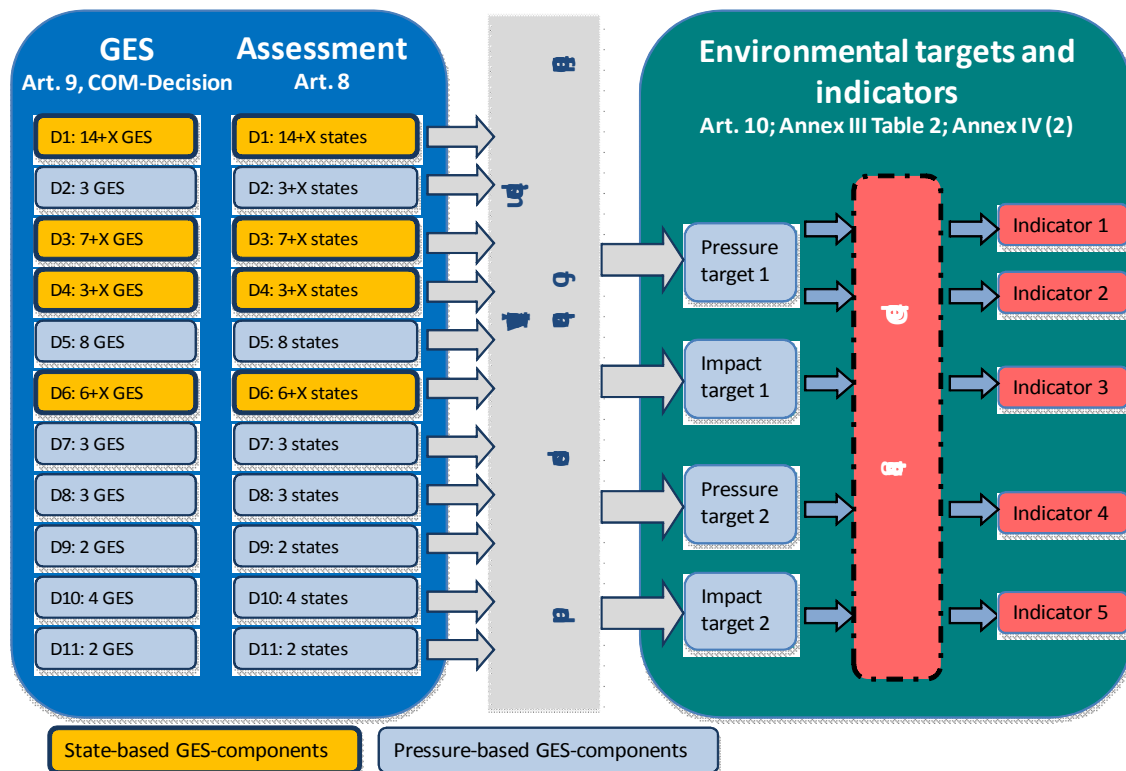 GES
Art. 9, COM-Decision
Assessment
Art. 8
D1: 14+X GES
D1: 14+X states
D2: 3 GES
D2: 3+X states
D3: 7+X GES
D3: 7+X states
D4: 3+X GES
D4: 3+X states
D5: 8 GES
D5: 8 states
D6: 6+X GES
D6: 6+X states
D7: 3 GES
D7: 3 states
D8: 3 GES
D8: 3 states
D9: 2 GES
D9: 2 states
D10: 4 GES
D10: 4 states
D11: 2 GES
D11: 2 states
Environmental targets and
indicators
Art. 10; Annex III Table 2; Annex IV (2)
Pressure
target 1
Impact
target 1
Pressure
target 2
Impact
target 2
Indicator 1
Indicator 2
Indicator 3
Indicator 4
Indicator 5
State-based GES-components
Pressure-based GES-components